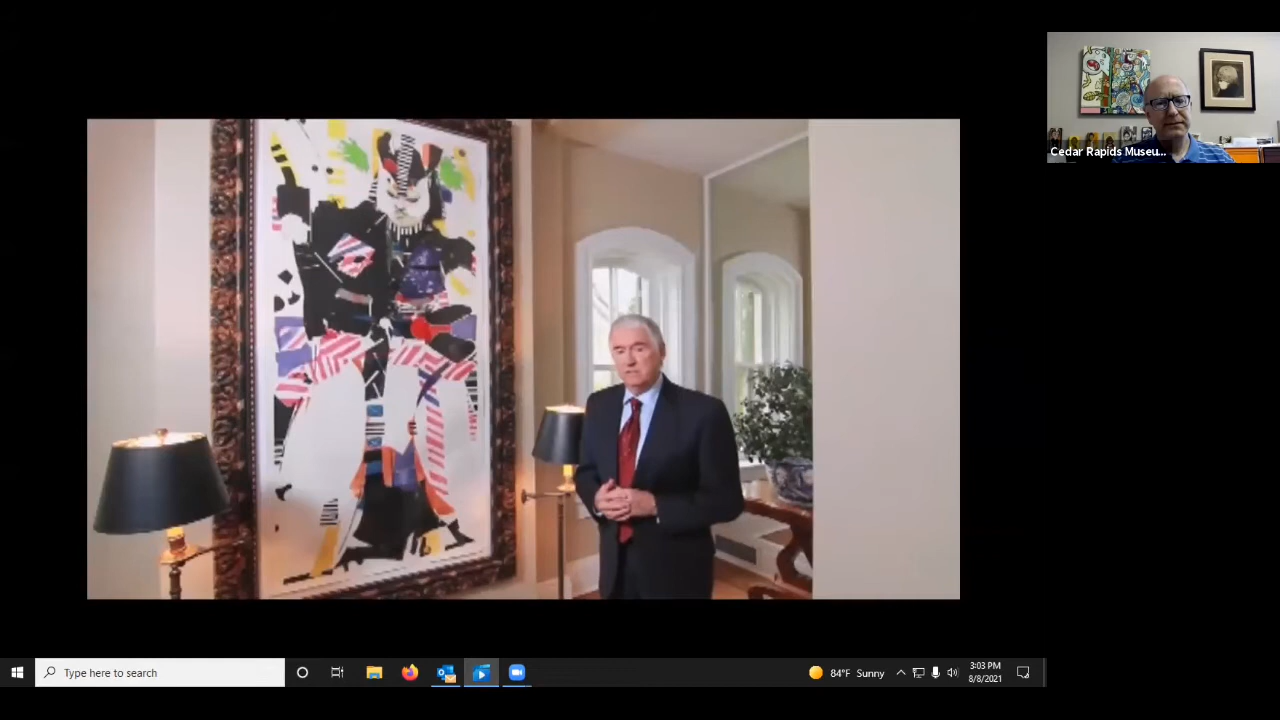 Cedar Rapids Museu...
Type here to search
84°F Sunny
3:03 PM
8/8/2021